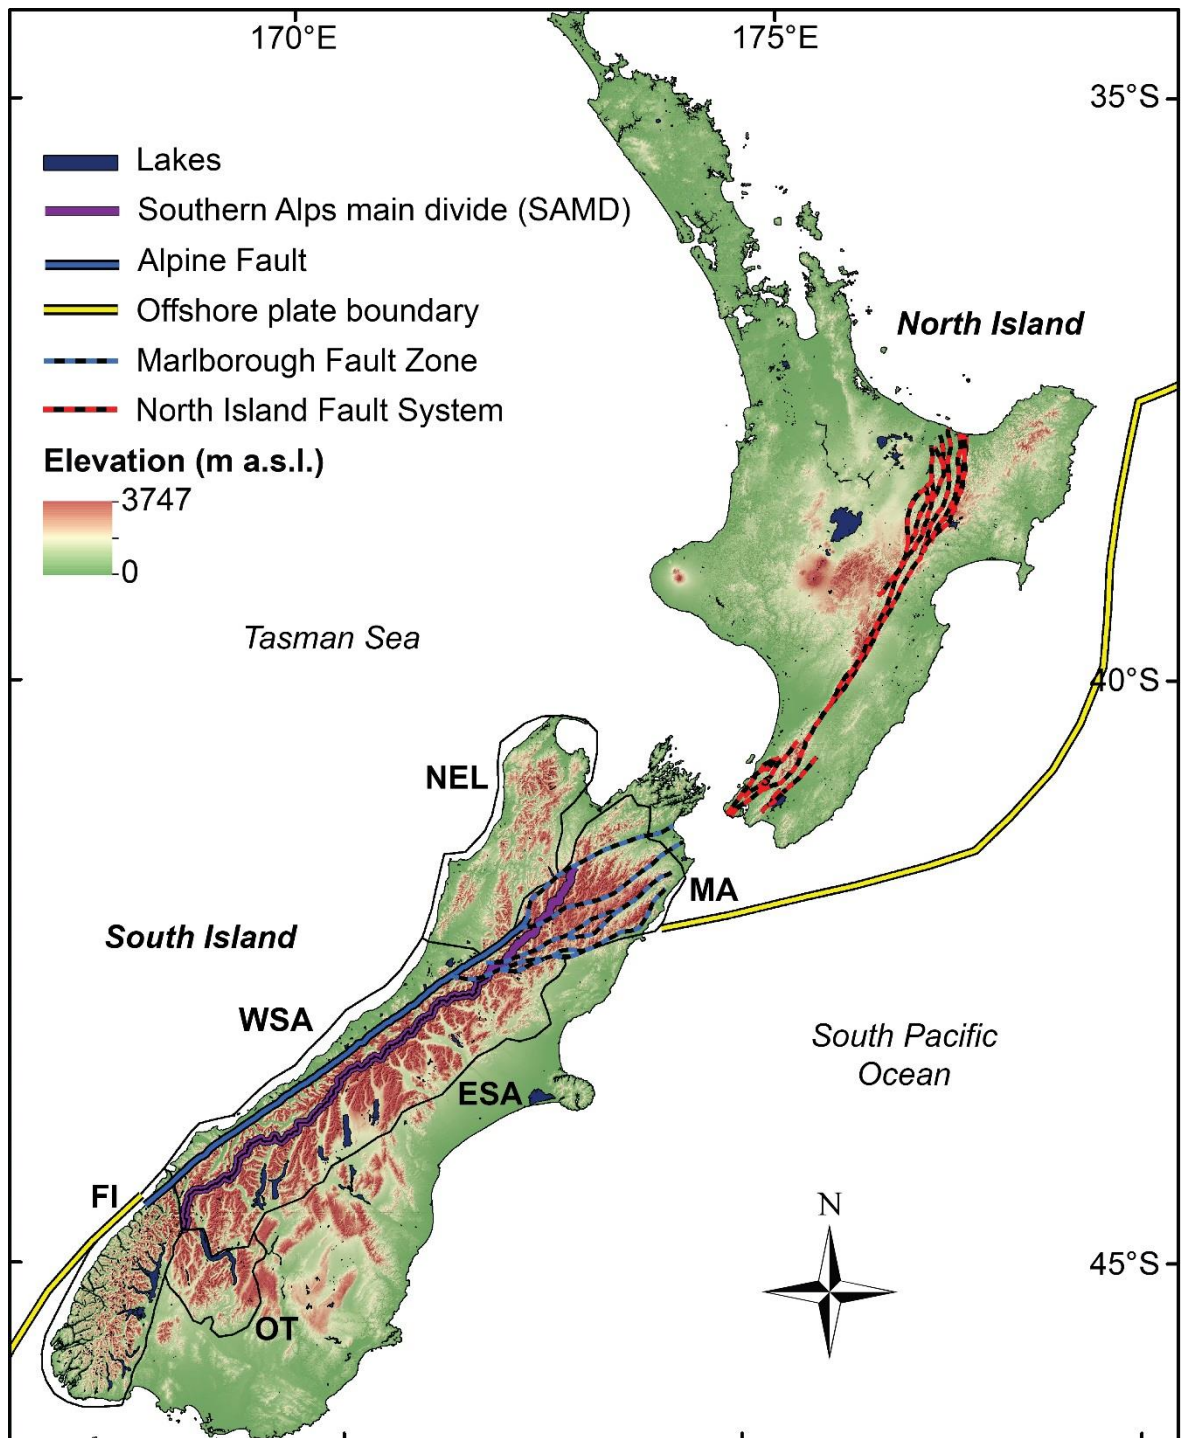 170°E
175°E
35°S
Lakes
Southern Alps main divide (SAMD)
Alpine Fault
Offshore plate boundary
Marlborough Fault Zone
North Island Fault System
Elevation (m a.s.l.)
3747
0
North Island
Tasman Sea
40°S
NEL
MA
South Island
WSA
South Pacific
Ocean
ESA
FI
N
45°S
OT